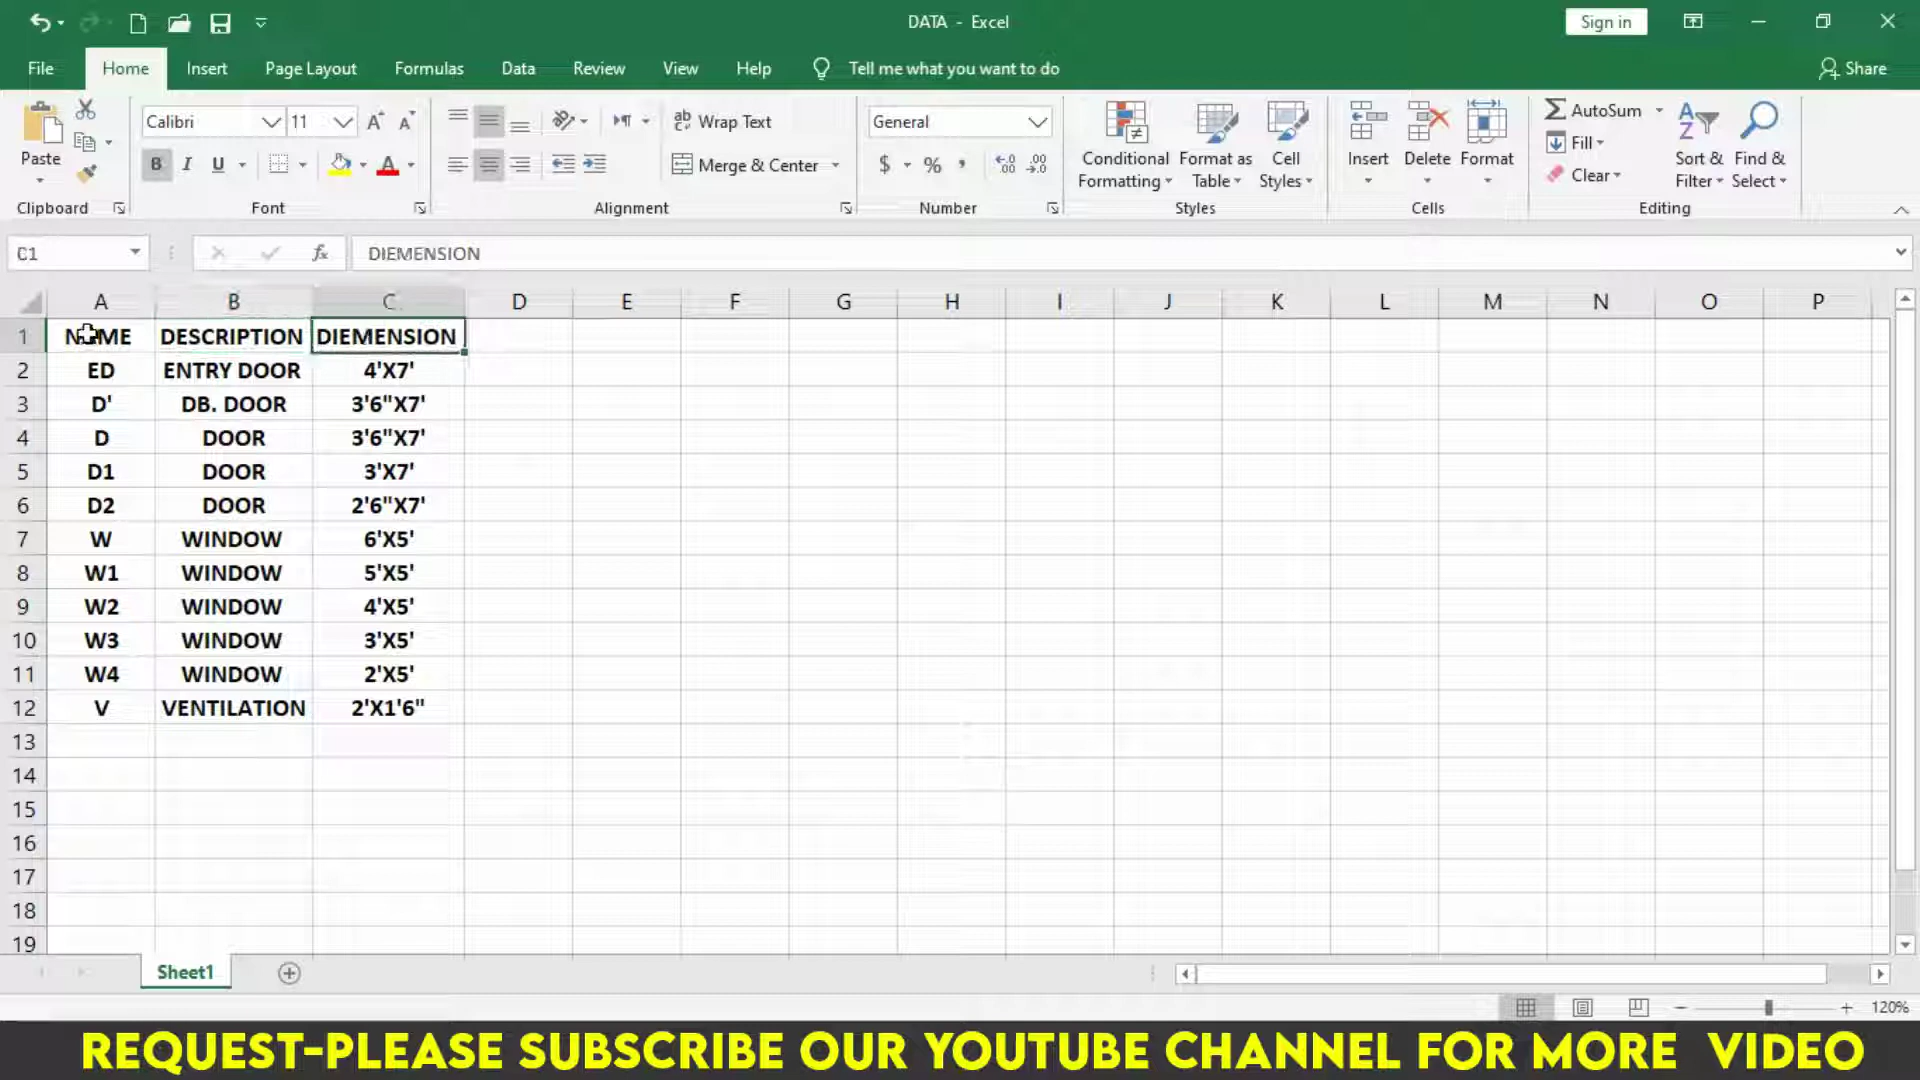 DATA - Excel
Sign in
File Home Insert Page Layout Formulas Data Review View Help Tell me what you want to do Share
Paste
Clipboard
Calibri 11
B I U
Font
Wrap Text
Merge & Center
Alignment
General
$ % ,
Number
Conditional Formatting
Format as Table
Cell Styles
Styles
Insert Delete Format
Cells
AutoSum
Fill
Clear
Sort & Filter
Find & Select
Editing
C1 fx DIEMENSION
A B C D E F G H I J K L M N O P
1 NAME DESCRIPTION DIEMENSION
2 ED ENTRY DOOR 4'X7'
3 D' DB. DOOR 3'6"X7'
4 D DOOR 3'6"X7'
5 D1 DOOR 3'X7'
6 D2 DOOR 2'6"X7'
7 W WINDOW 6'X5'
8 W1 WINDOW 5'X5'
9 W2 WINDOW 4'X5'
10 W3 WINDOW 3'X5'
11 W4 WINDOW 2'X5'
12 V VENTILATION 2'X1'6"
13
14
15
16
17
18
19
Sheet1
120%
REQUEST-PLEASE SUBSCRIBE OUR YOUTUBE CHANNEL FOR MORE VIDEO